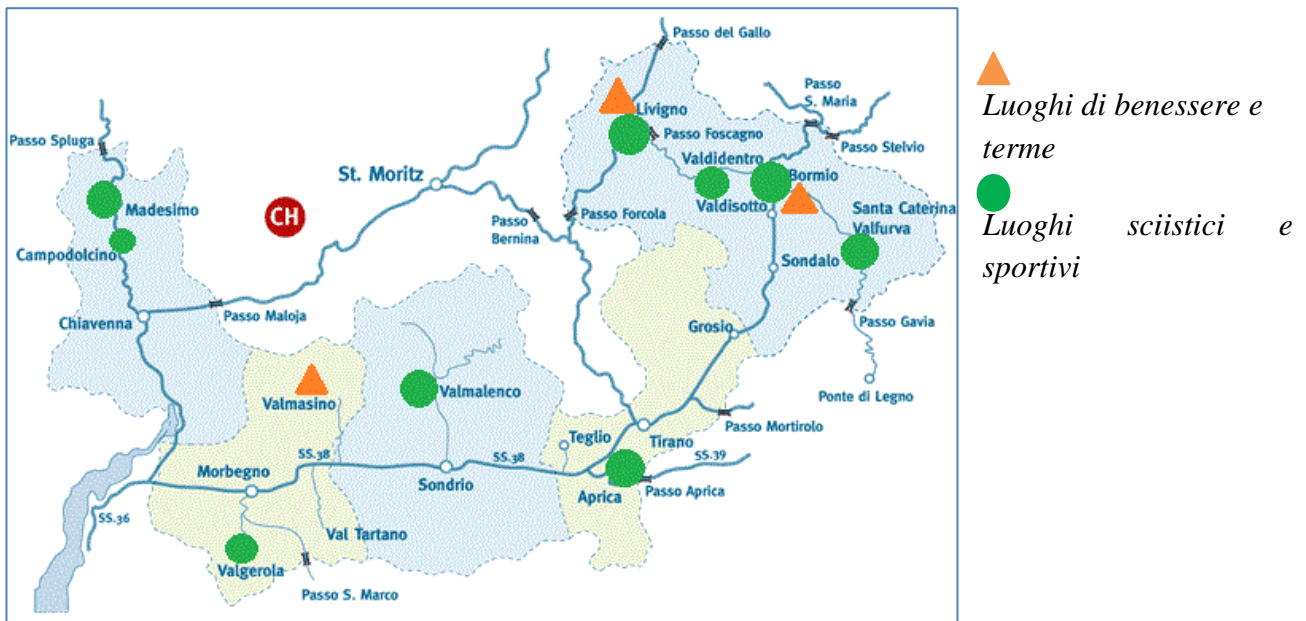 Passo del Gallo
Passo
S. Maria
Livigno
Passo Spluga
Passo Foscagno
Passo Stelvio
Valdidentro
St. Moritz
Bormio
Madesimo
CH
Valdisotto
Santa Caterina
Valfurva
Passo Forcola
Passo
Bernina
Campodolcino
Sondalo
Chiavenna
Passo Maloja
Grosio
Passo Gavia
Valmasino
Valmalenco
Ponte di Legno
Passo Mortirolo
Teglio
Tirano
SS.38
SS.38
SS.39
Morbegno
Sondrio
Aprica
Passo Aprica
SS.36
Val Tartano
Valgerola
Passo S. Marco
Luoghi di benessere e
terme
Luoghi sciistici e
sportivi